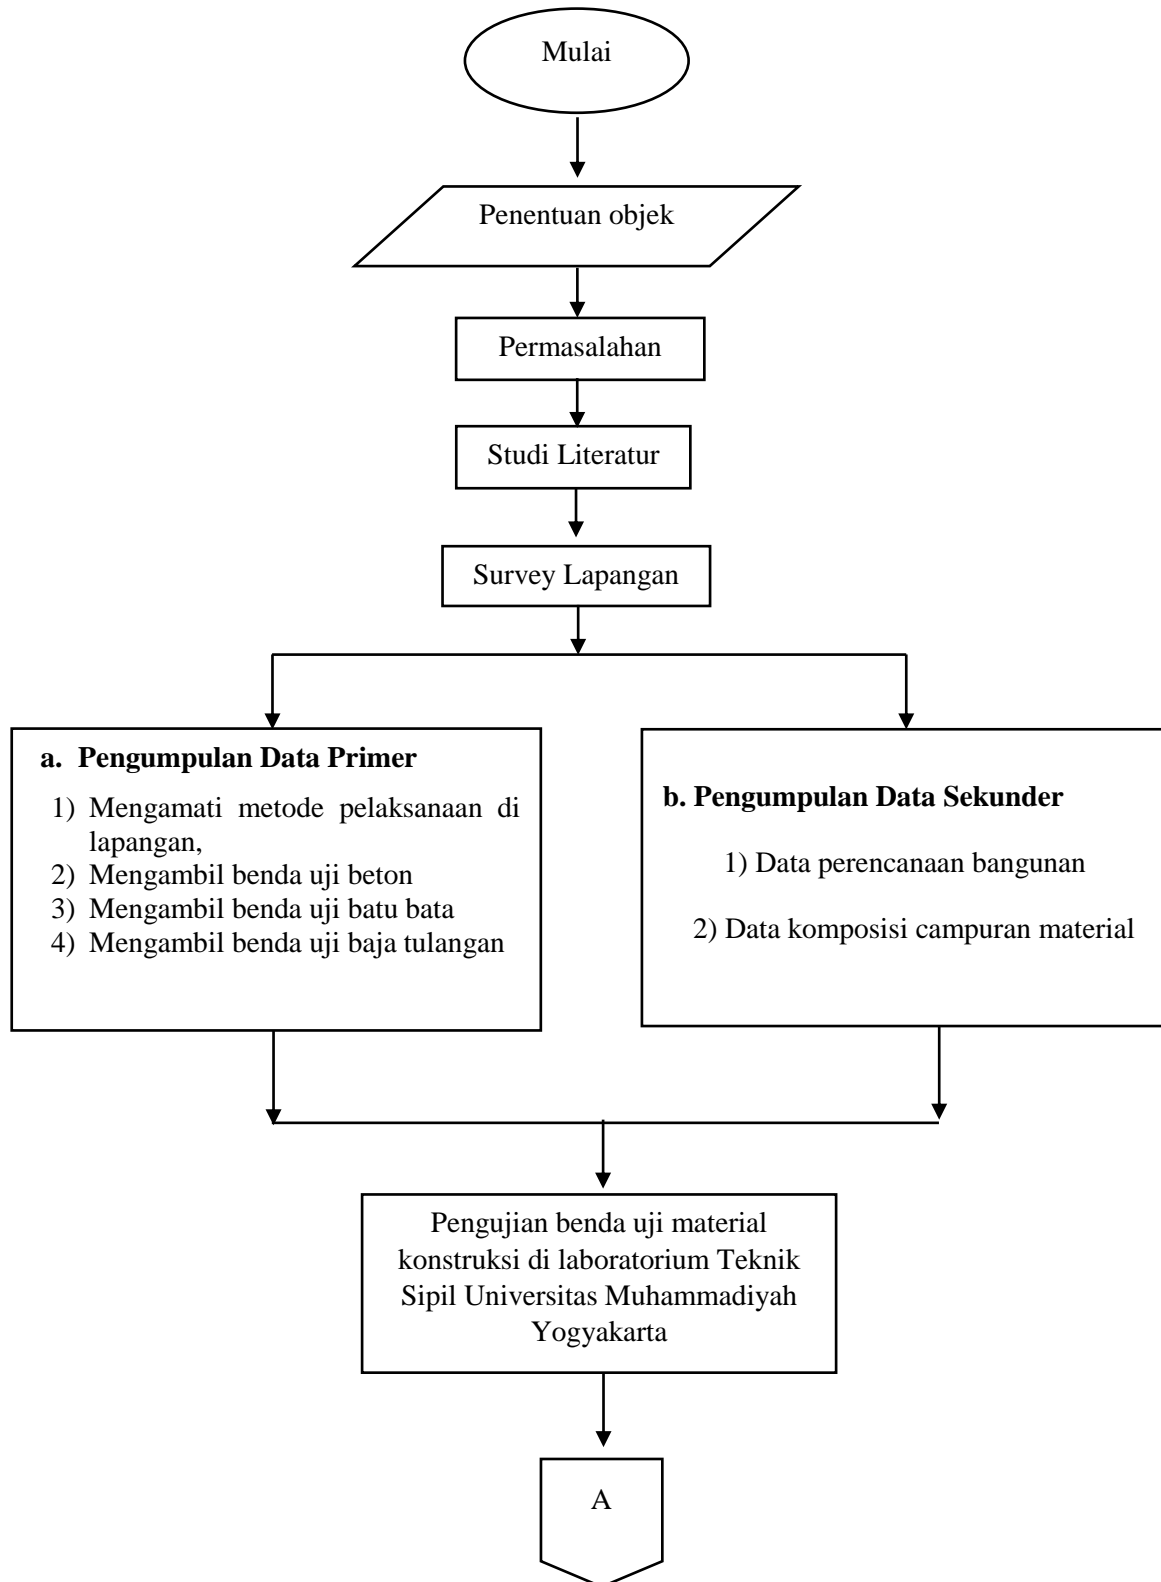 Mulai
Penentuan objek
Permasalahan
Studi Literatur
Survey Lapangan
a. Pengumpulan Data Primer
1) Mengamati metode pelaksanaan di
lapangan,
2) Mengambil benda uji beton
3) Mengambil benda uji batu bata
4) Mengambil benda uji baja tulangan
b. Pengumpulan Data Sekunder
1) Data perencanaan bangunan
2) Data komposisi campuran material
Pengujian benda uji material
konstruksi di laboratorium Teknik
Sipil Universitas Muhammadiyah
Yogyakarta
A